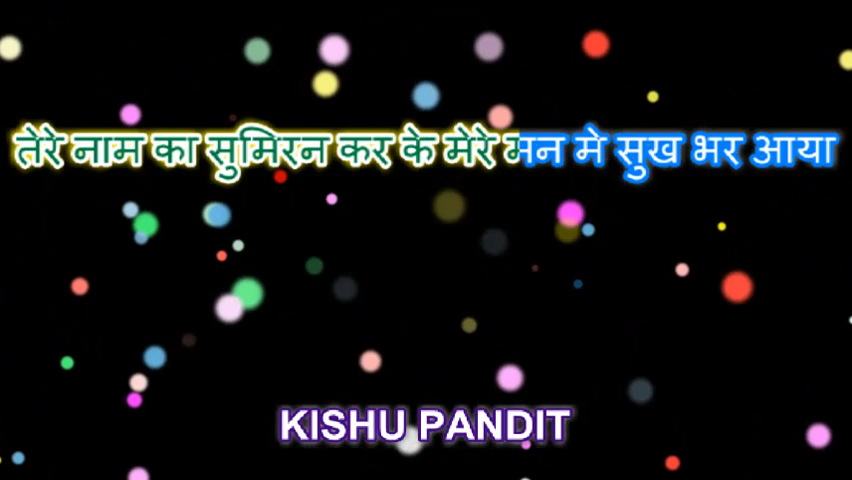 तेरे नाम का सुमिरन कर के मेरे मन मे सुख भर आया
KISHU PANDIT